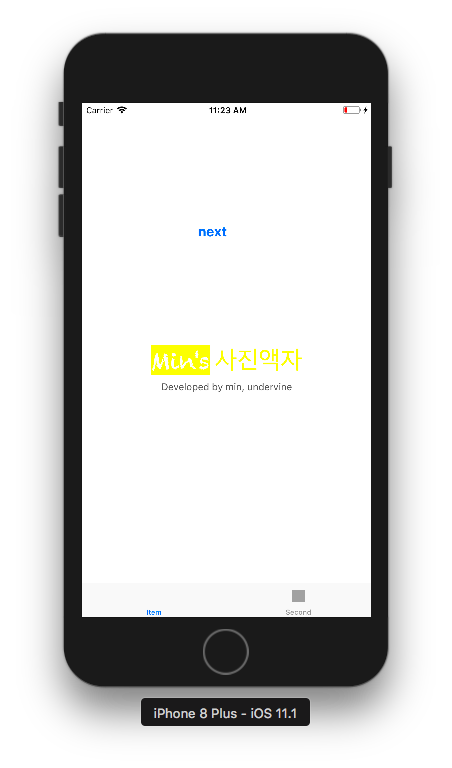 Carrier 11:23 AM
next
Min's 사진액자
Developed by min, undervine
Item Second
iPhone 8 Plus - iOS 11.1